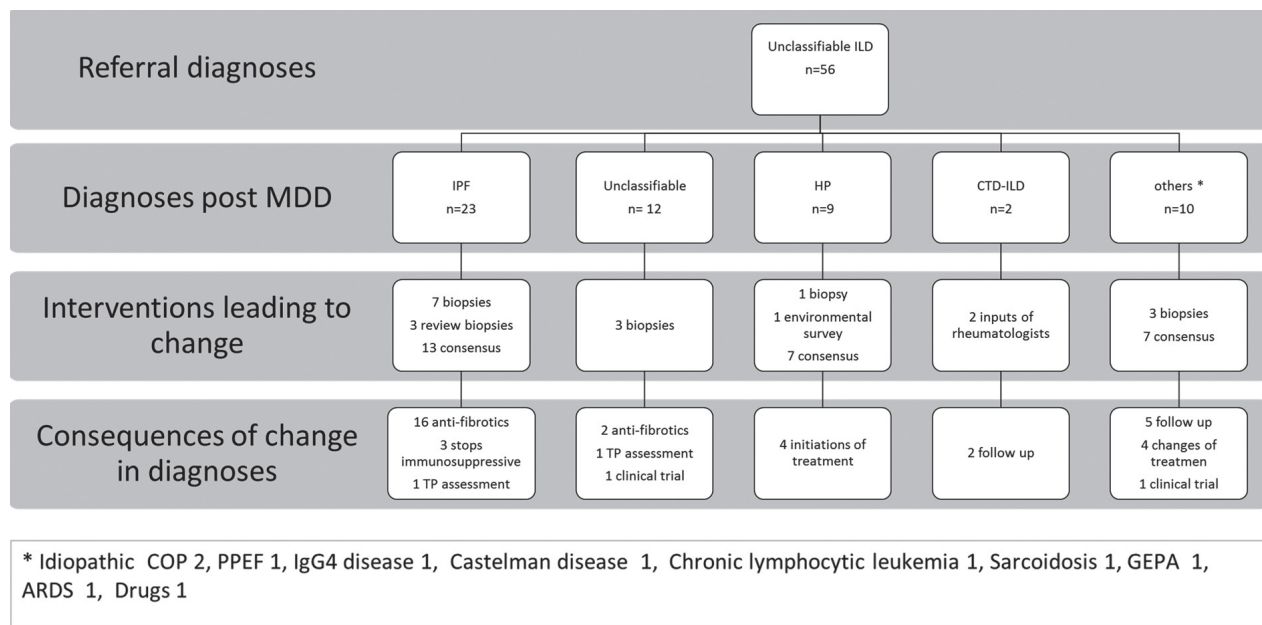 Referral diagnoses
Unclassifiable ILD
n=56
Diagnoses post MDD
IPF
n=23
Unclassifiable
n= 12
HP
n=9
CTD-ILD
n=2
others *
n=10
Interventions leading to
change
7 biopsies
3 review biopsies
13 consensus
3 biopsies
1 biopsy
1 environmental
survey
7 consensus
2 inputs of
rheumatologists
3 biopsies
7 consensus
Consequences of change
in diagnoses
16 anti-fibrotics
3 stops
immunosuppressive
1 TP assessment
2 anti-fibrotics
1 TP assessment
1 clinical trial
4 initiations of
treatment
2 follow up
5 follow up
4 changes of
treatmen
1 clinical trial
* Idiopathic COP 2, PPEF 1, IgG4 disease 1, Castelman disease 1, Chronic lymphocytic leukemia 1, Sarcoidosis 1, GEPA 1,
ARDS 1, Drugs 1